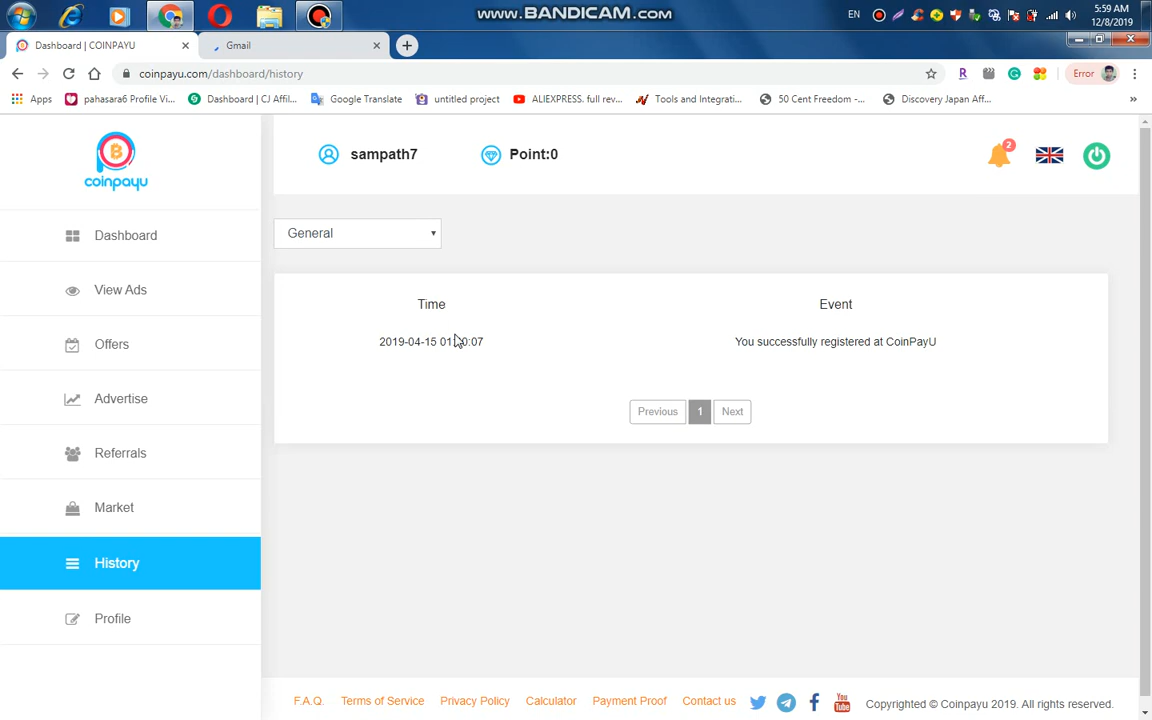 www.BANDICAM.com
EN
5:59 AM
12/8/2019
Dashboard | COINPAYU
Gmail
coinpayu.com/dashboard/history
R
Error
Apps
pahasara6 Profile Vi...
Dashboard | CJ Affil...
Google Translate
untitled project
ALIEXPRESS. full rev...
Tools and Integrati...
50 Cent Freedom -...
Discovery Japan Aff...
»
coinpayu
sampath7
Point:0
2
Dashboard
View Ads
Offers
Advertise
Referrals
Market
History
Profile
General
Time
Event
2019-04-15
You successfully registered at CoinPayU
Previous
1
Next
F.A.Q.
Terms of Service
Privacy Policy
Calculator
Payment Proof
Contact us
You
Tube
Copyrighted © Coinpayu 2019. All rights reserved.